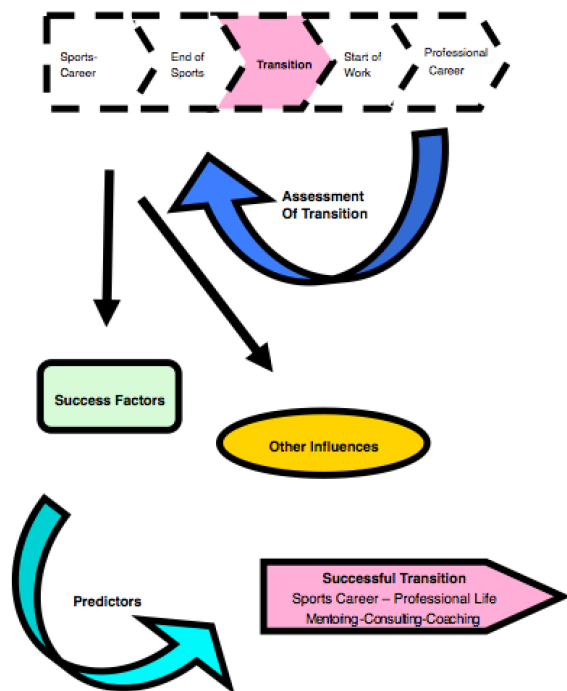 Sports-
Career
End of
Sports
Transition
Start of
Work
Professional
Career
Assessment
Of Transition
Success Factors
Other Influences
Predictors
Successful Transition
Sports Career – Professional Life
Mentoring-Consulting-Coaching